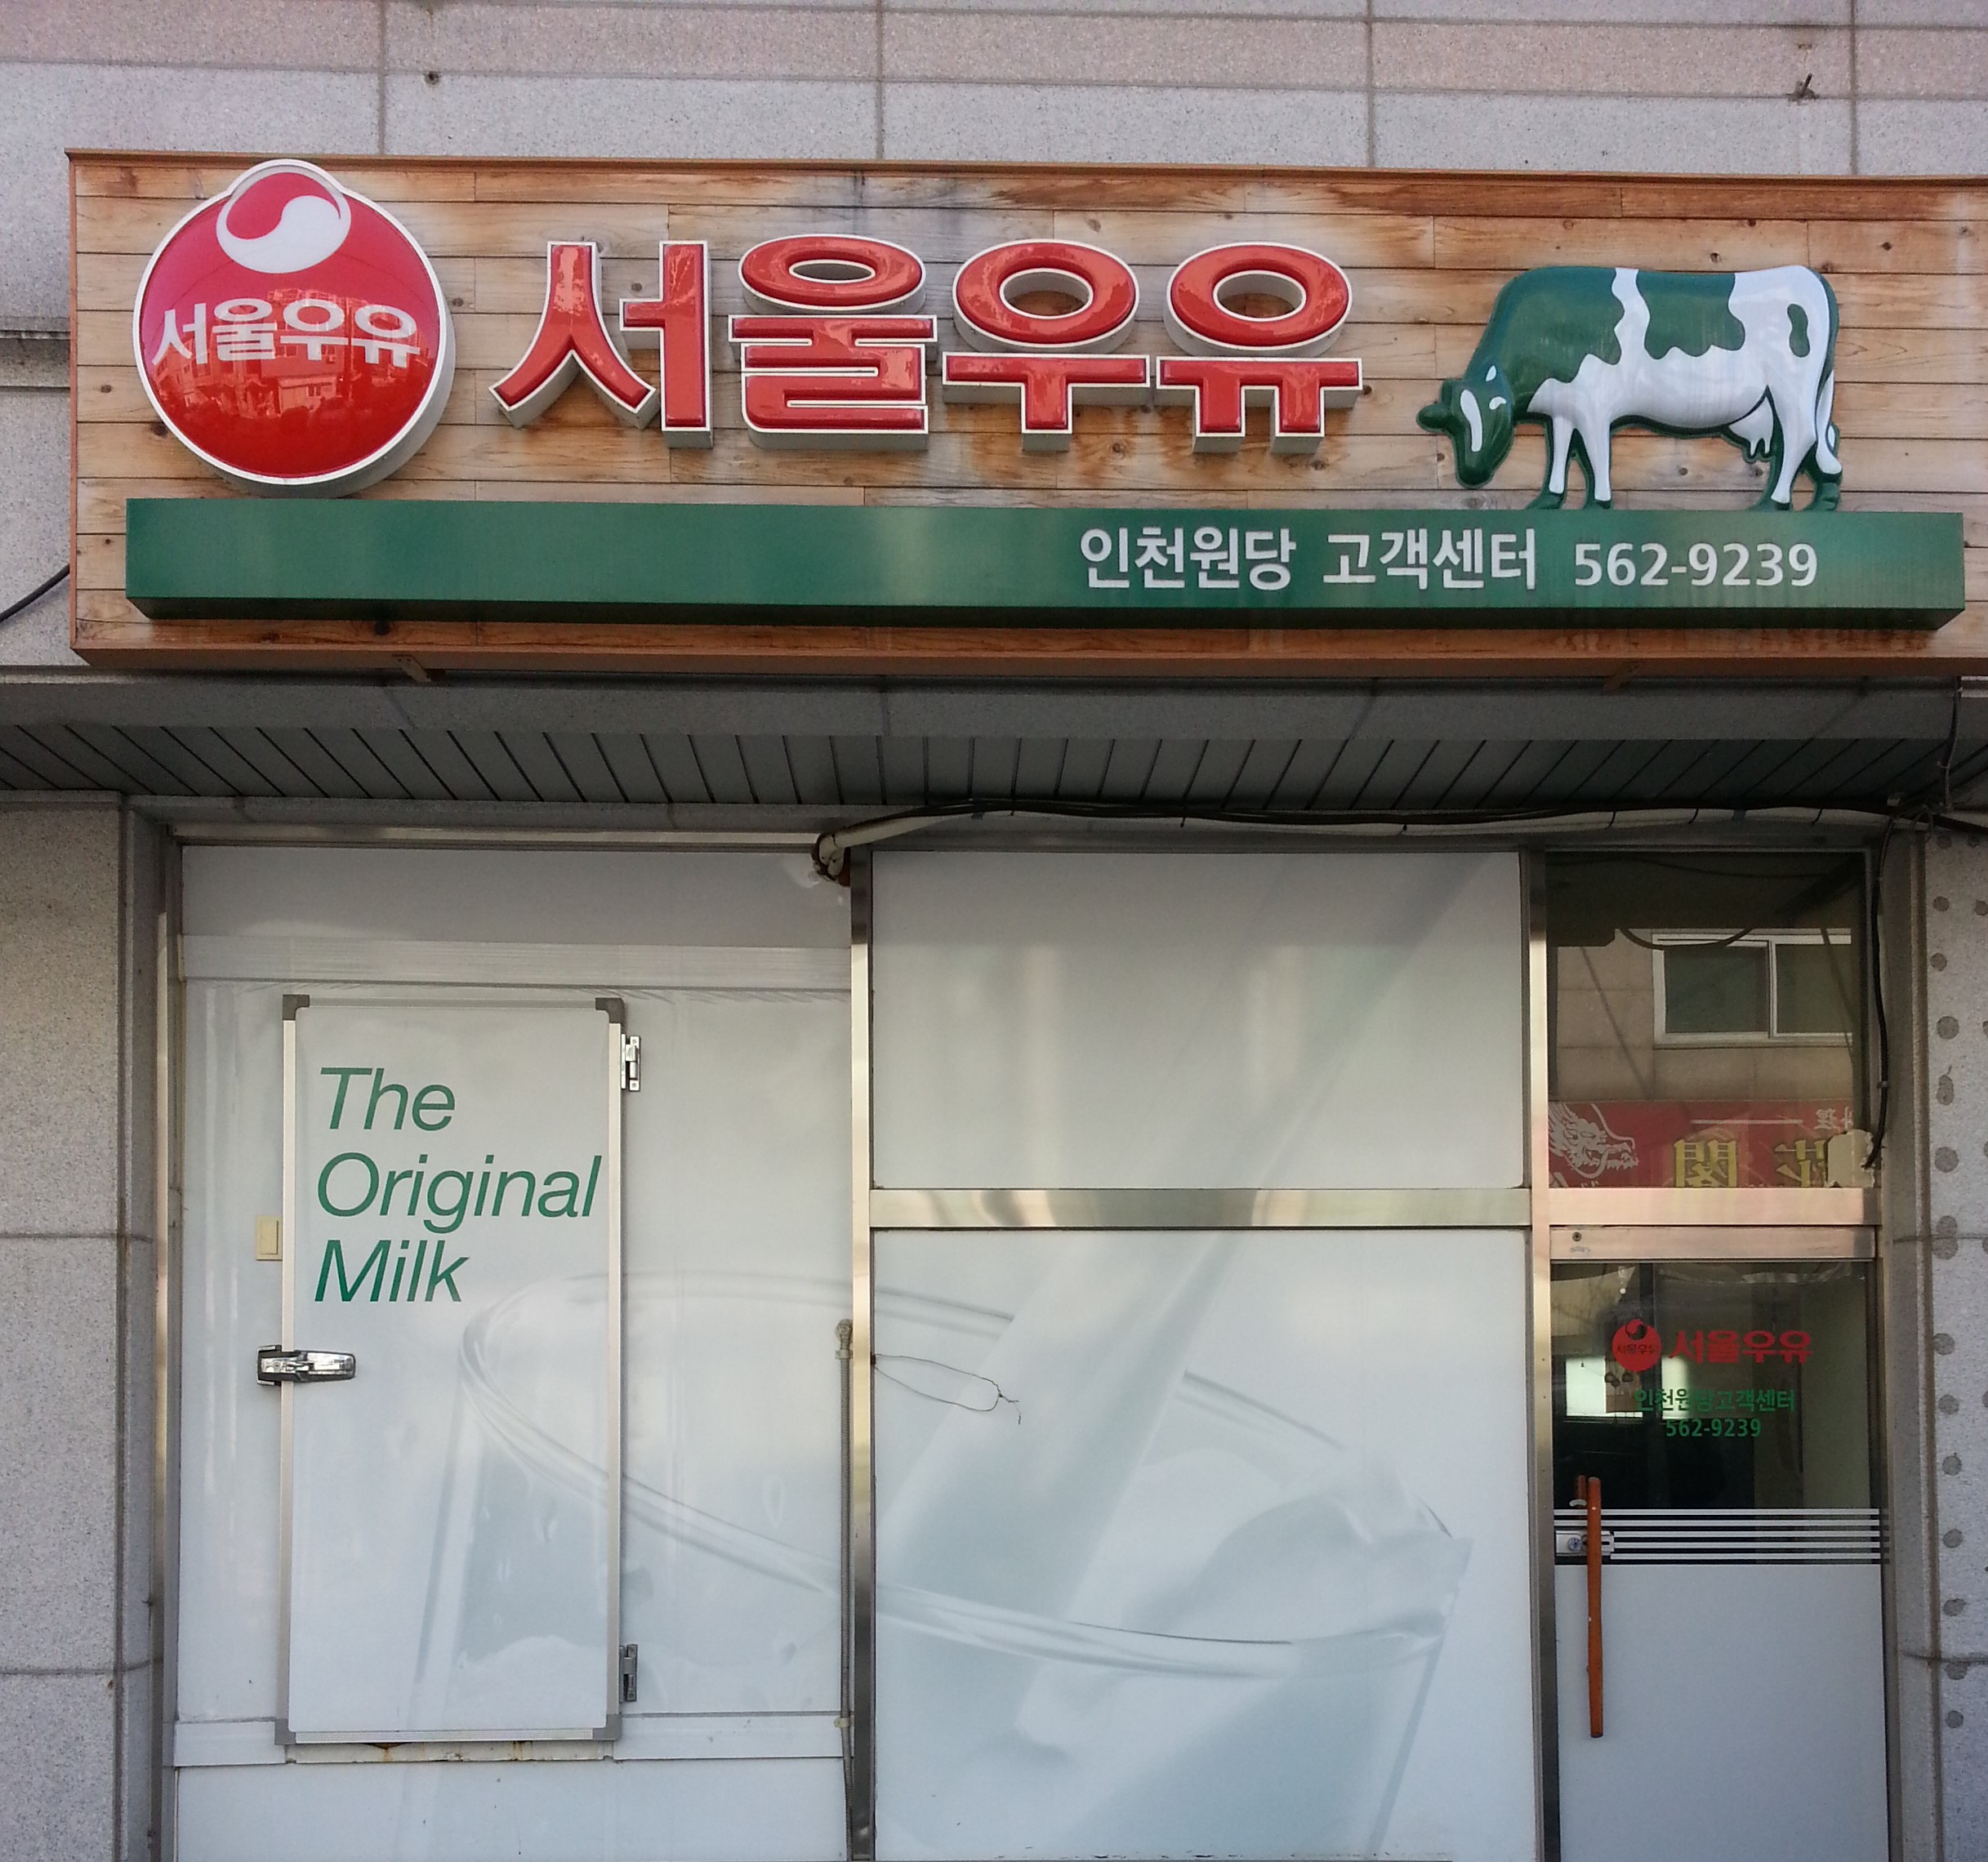 서울우유
서울우유
인천원당 고객센터 562-9239
The
Original
Milk
閣
서울우유
서울우유
인천원당고객센터
562-9239